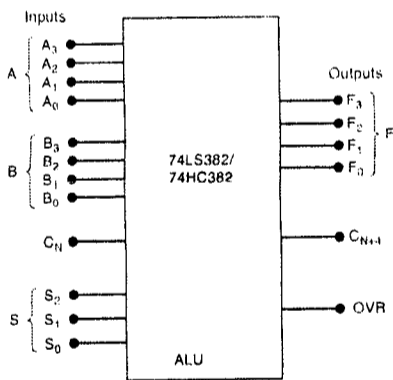 Inputs
A
A3
A2
A1
A0
B
B3
B2
B1
B0
CN
S
S2
S1
S0
74LS382/
74HC382
ALU
Outputs
F3
F2
F1
F0
F
CN+4
OVR